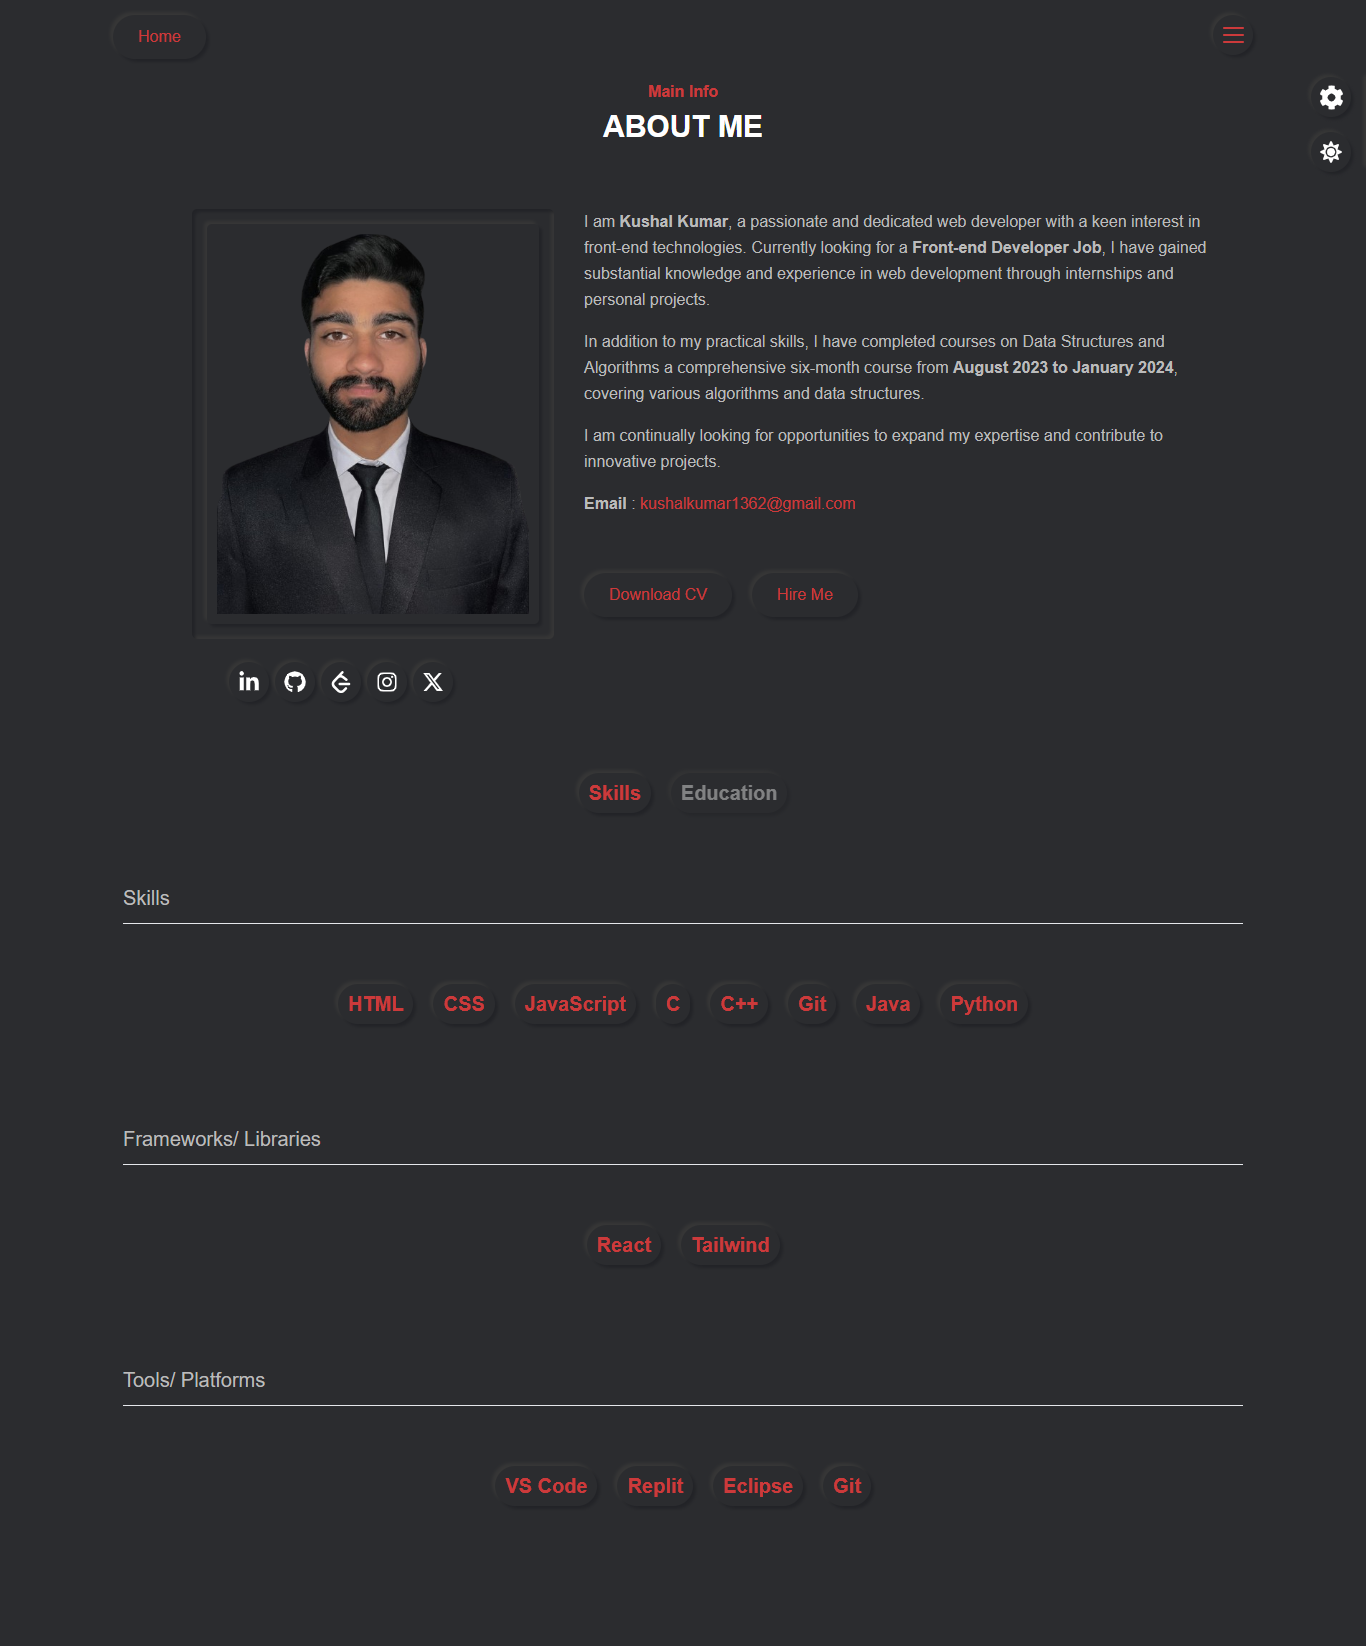 Home
Main Info
ABOUT ME
I am Kushal Kumar, a passionate and dedicated web developer with a keen interest in
front-end technologies. Currently looking for a Front-end Developer Job, I have gained
substantial knowledge and experience in web development through internships and
personal projects.
In addition to my practical skills, I have completed courses on Data Structures and
Algorithms a comprehensive six-month course from August 2023 to January 2024,
covering various algorithms and data structures.
I am continually looking for opportunities to expand my expertise and contribute to
innovative projects.
Email : kushalkumar1362@gmail.com
Download CV Hire Me
Skills Education
Skills
HTML CSS JavaScript C C++ Git Java Python
Frameworks/ Libraries
React Tailwind
Tools/ Platforms
VS Code Replit Eclipse Git